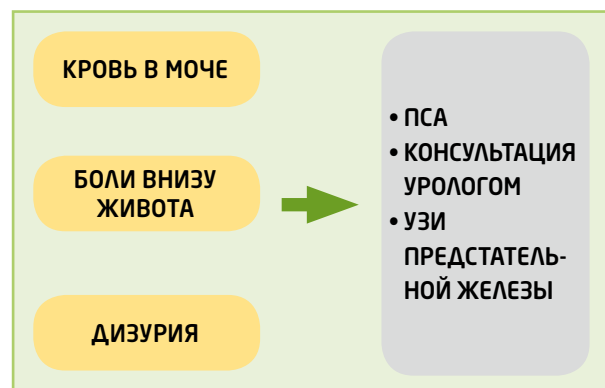 КРОВЬ В МОЧЕ
БОЛИ ВНИЗУ
ЖИВОТА
ДИЗУРИЯ
• ПСА
• КОНСУЛЬТАЦИЯ
УРОЛОГОМ
• УЗИ
ПРЕДСТАТЕЛЬ-
НОЙ ЖЕЛЕЗЫ